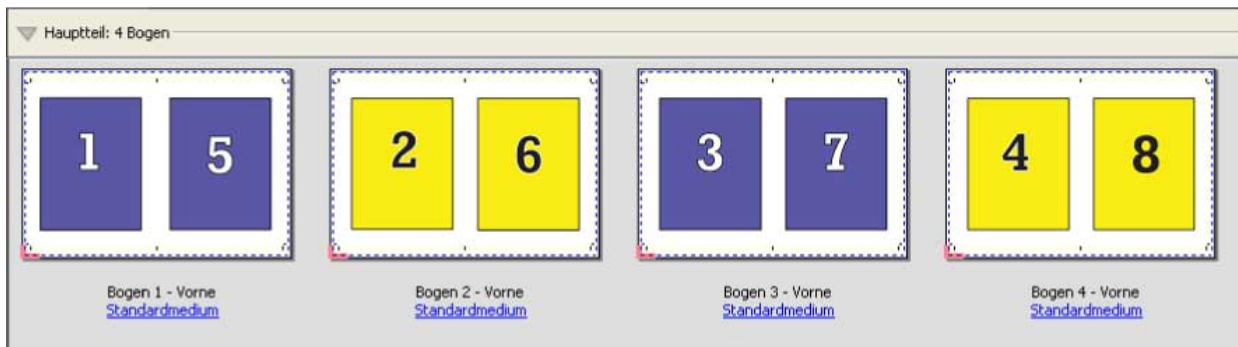 Hauptteil: 4 Bogen
1 5 2 6 3 7 4 8
Bogen 1 - Vorne Bogen 2 - Vorne Bogen 3 - Vorne Bogen 4 - Vorne
Standardmedium Standardmedium Standardmedium Standardmedium